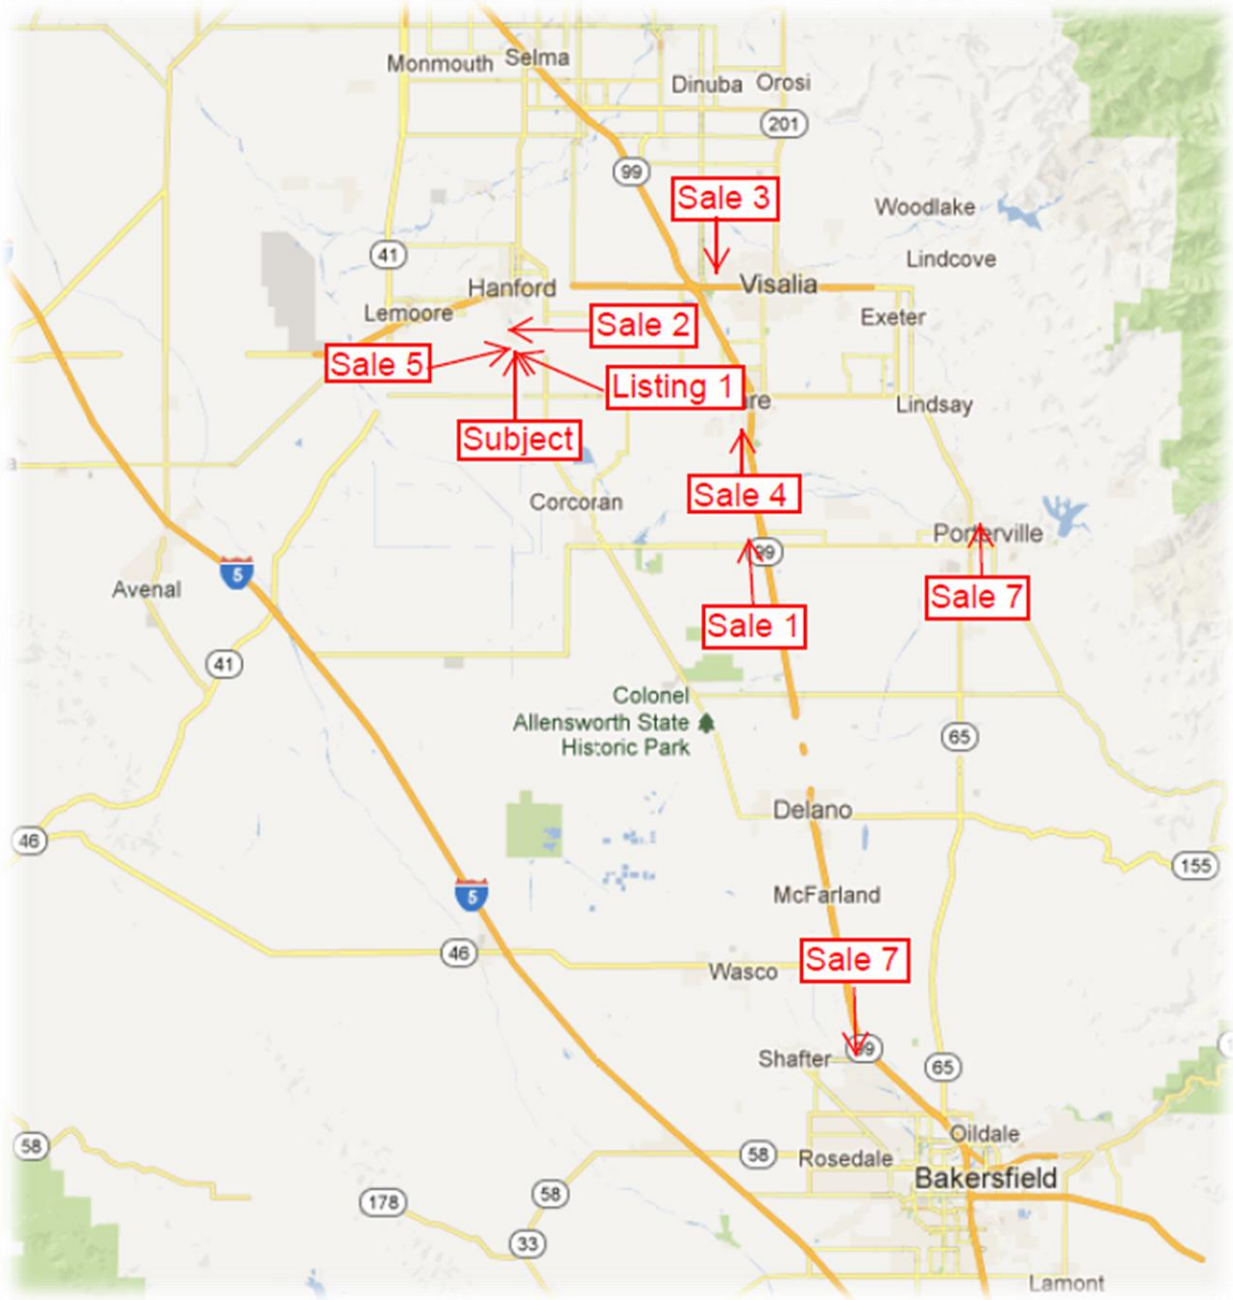 Monmouth
Selma
Dinuba
Orosi
201
99
Sale 3
Woodlake
41
Lindcove
Hanford
Visalia
Lemoore
Exeter
Sale 2
Sale 5
Listing 1
are
Lindsay
Subject
Sale 4
Corcoran
Porterville
99
5
Avenal
Sale 7
Sale 1
41
Colonel
Allensworth State
Historic Park
65
Delano
46
155
McFarland
5
46
Sale 7
Wasco
99
Shafter
65
Oildale
58
58
Rosedale
Bakersfield
178
58
33
Lamont